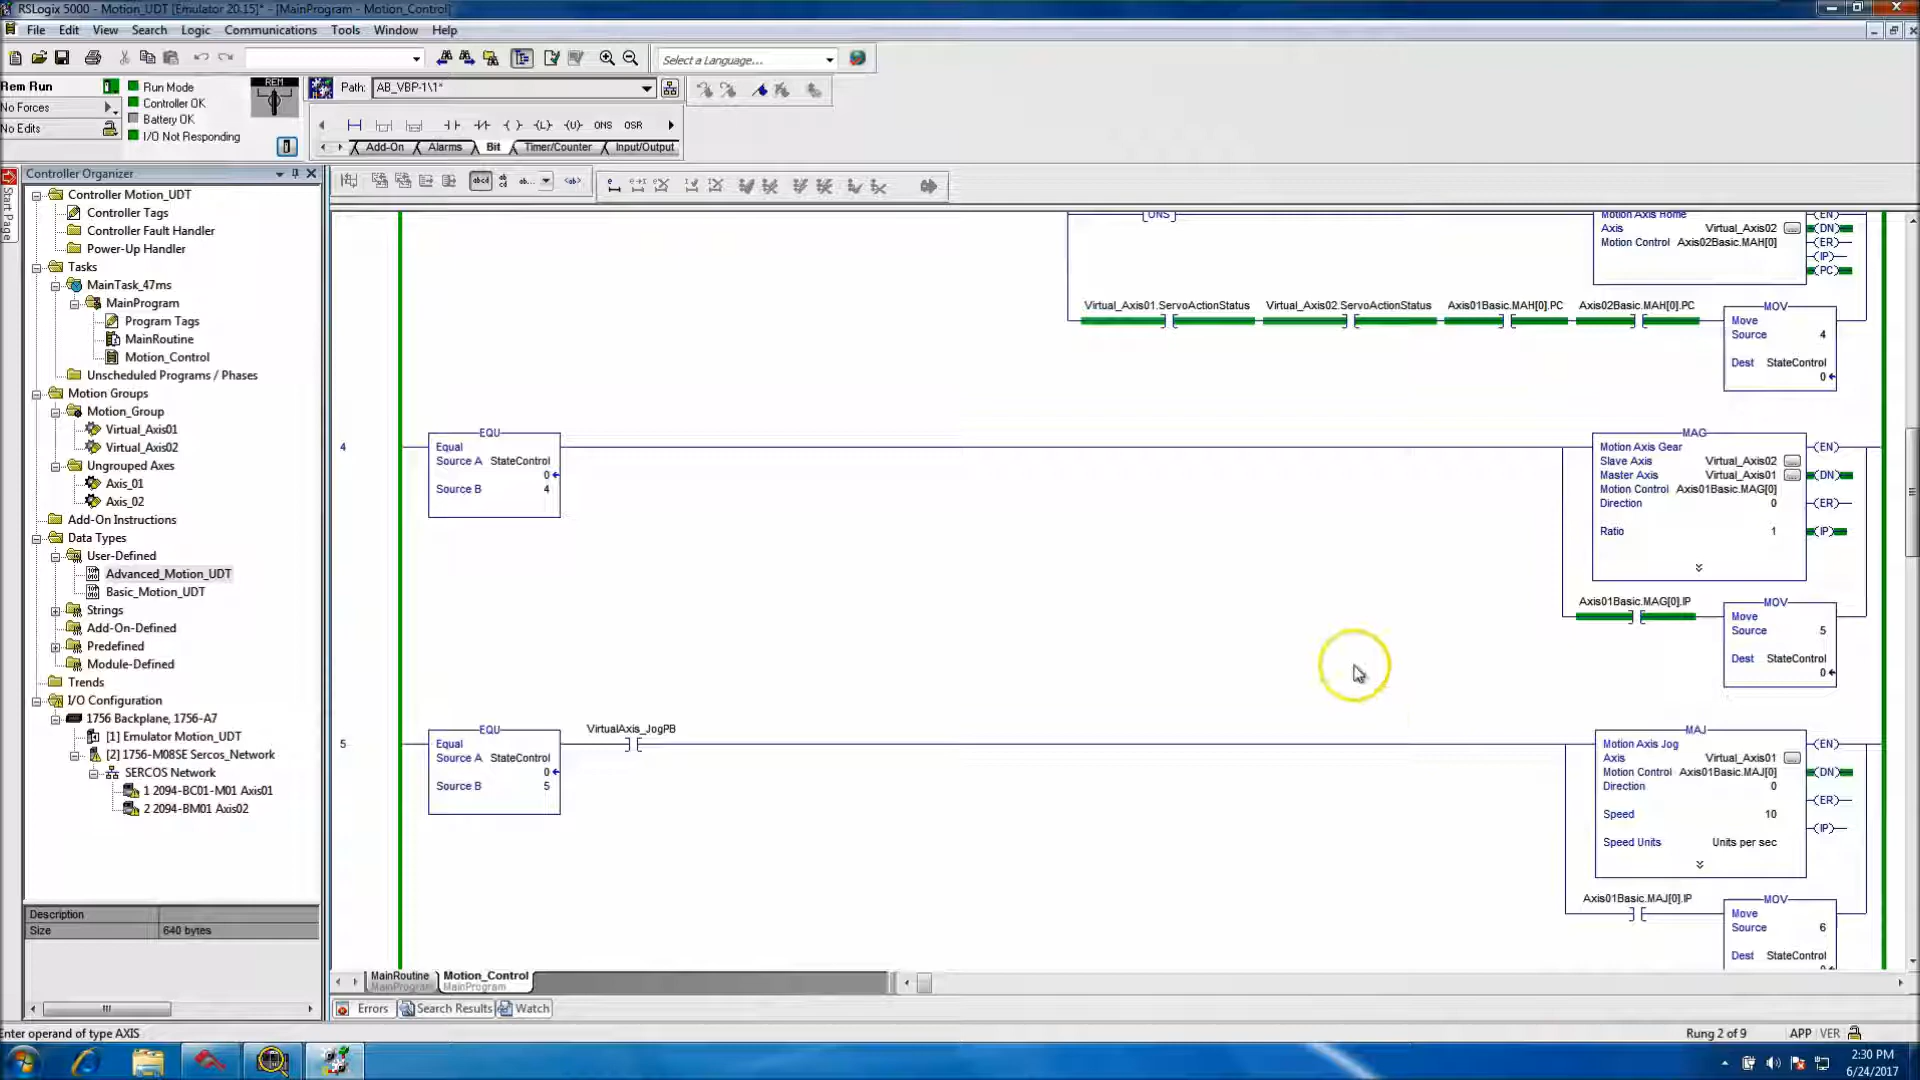 RSLogix 5000 - Motion_UDT [Emulator 20.15]* - [MainProgram - Motion_Control]
File Edit View Search Logic Communications Tools Window Help
Select a Language...
Rem Run
Run Mode
No Forces
Controller OK
Battery OK
No Edits
I/O Not Responding
REM
Path: AB_VBP-1\1*
ONS OSR
Add-On Alarms Bit Timer/Counter Input/Output
Start Page
Controller Organizer
Controller Motion_UDT
Controller Tags
Controller Fault Handler
Power-Up Handler
Tasks
MainTask_47ms
MainProgram
Program Tags
MainRoutine
Motion_Control
Unscheduled Programs / Phases
Motion Groups
Motion_Group
Virtual_Axis01
Virtual_Axis02
Ungrouped Axes
Axis_01
Axis_02
Add-On Instructions
Data Types
User-Defined
Advanced_Motion_UDT
Basic_Motion_UDT
Strings
Add-On-Defined
Predefined
Module-Defined
Trends
I/O Configuration
1756 Backplane, 1756-A7
[1] Emulator Motion_UDT
[2] 1756-M08SE Sercos_Network
SERCOS Network
1 2094-BC01-M01 Axis01
2 2094-BM01 Axis02
Description
Size 640 bytes
ONS
Motion Axis Home
Axis Virtual_Axis02
Motion Control Axis02Basic.MAH[0]
EN
DN
ER
IP
PC
Virtual_Axis01.ServoActionStatus Virtual_Axis02.ServoActionStatus Axis01Basic.MAH[0].PC Axis02Basic.MAH[0].PC
MOV
Move
Source 4
Dest StateControl
0
4
EQU
Equal
Source A StateControl
0
Source B 4
MAG
Motion Axis Gear
Slave Axis Virtual_Axis02
Master Axis Virtual_Axis01
Motion Control Axis01Basic.MAG[0]
Direction 0
Ratio 1
EN
DN
ER
IP
Axis01Basic.MAG[0].IP
MOV
Move
Source 5
Dest StateControl
0
5
EQU
Equal
Source A StateControl
0
Source B 5
VirtualAxis_JogPB
MAJ
Motion Axis Jog
Axis Virtual_Axis01
Motion Control Axis01Basic.MAJ[0]
Direction 0
Speed 10
Speed Units Units per sec
EN
DN
ER
IP
Axis01Basic.MAJ[0].IP
MOV
Move
Source 6
Dest StateControl
MainRoutine
MainProgram
Motion_Control
MainProgram
Errors Search Results Watch
Enter operand of type AXIS
Rung 2 of 9 APP VER
2:30 PM
6/24/2017